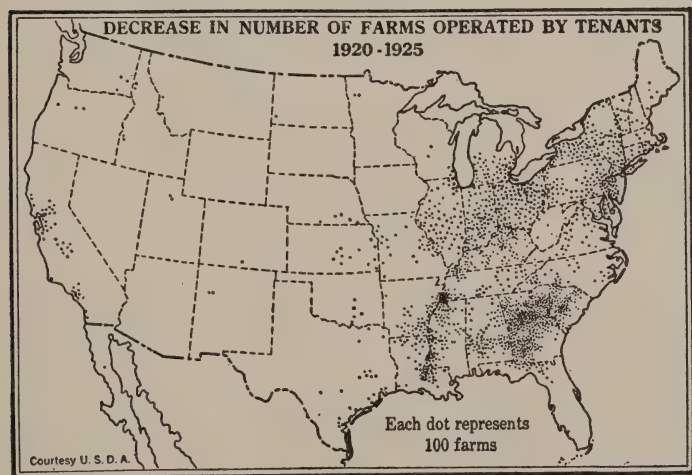 DECREASE IN NUMBER OF FARMS OPERATED BY TENANTS
1920-1925
Each dot represents
100 farms
Courtesy U. S. D. A.